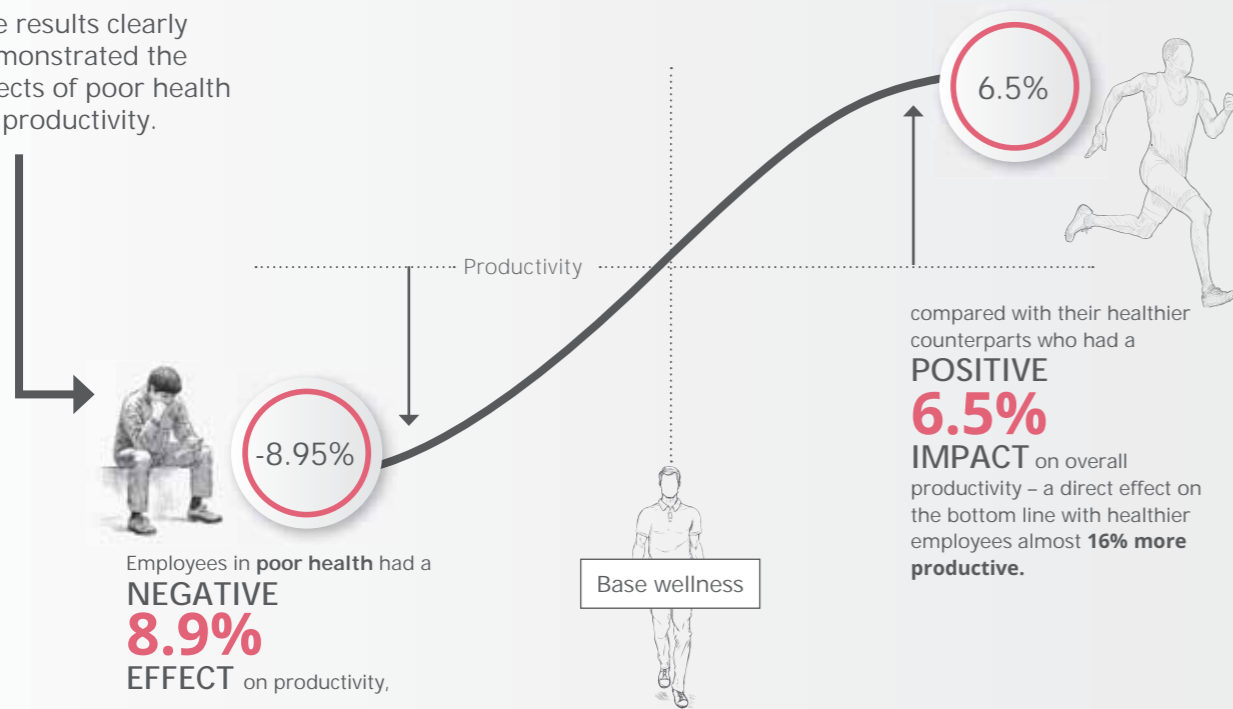 e results clearly
monstrated the
ects of poor health
productivity.
6.5%
Productivity
-8.95%
Base wellness
Employees in poor health had a
NEGATIVE
8.9%
EFFECT on productivity,
compared with their healthier
counterparts who had a
POSITIVE
6.5%
IMPACT on overall
productivity – a direct effect on
the bottom line with healthier
employees almost 16% more
productive.